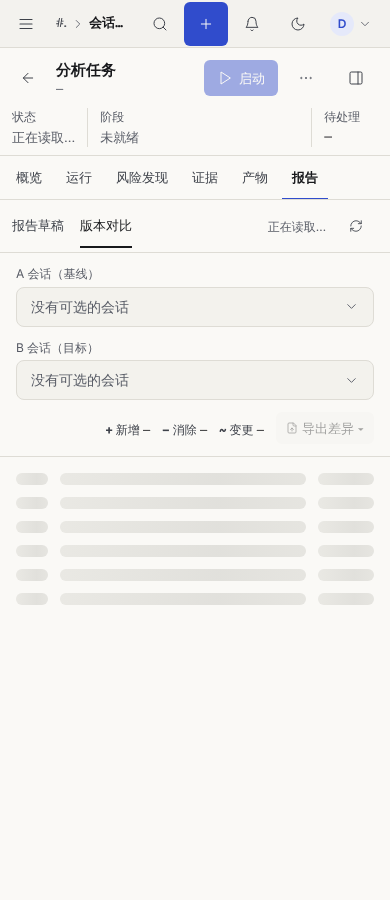 #. 会话...
D
分析任务
–
启动
状态
正在读取...
阶段
未就绪
待处理
–
概览 运行 风险发现 证据 产物 报告
报告草稿 版本对比 正在读取...
A 会话（基线）
没有可选的会话
B 会话（目标）
没有可选的会话
+ 新增 – − 消除 – ~ 变更 – 导出差异